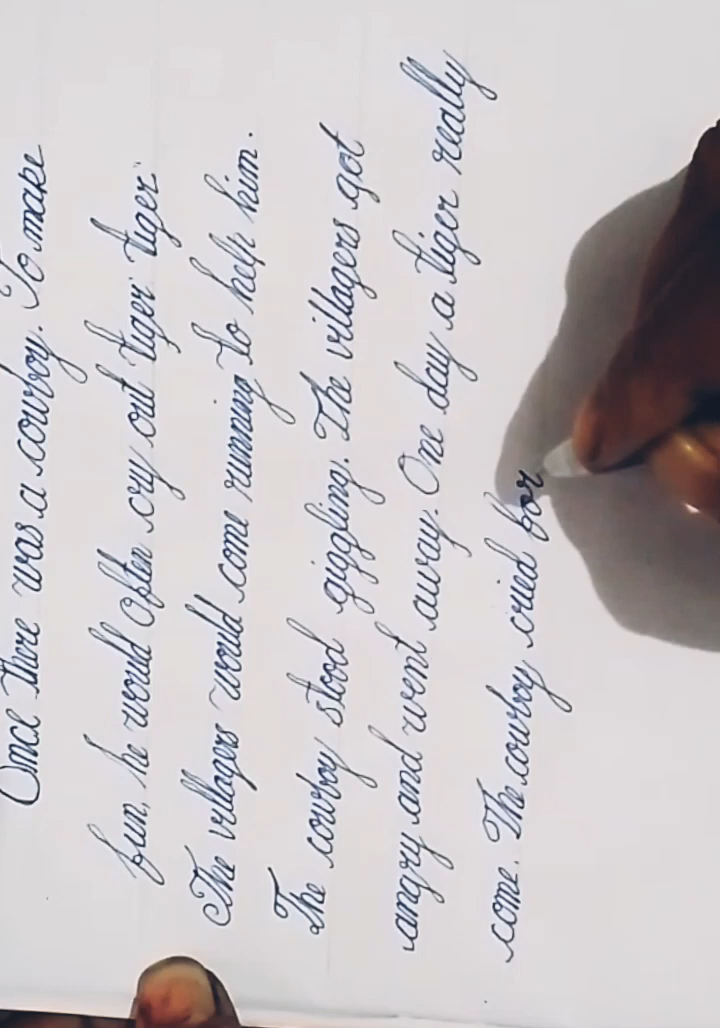 Once there was a cowboy. To make
fun, he would often cry out tiger tiger
The villagers would come running to help him.
The cowboy stood giggling. The villagers got
angry and went away. One day a tiger really
come. The cowboy cried for